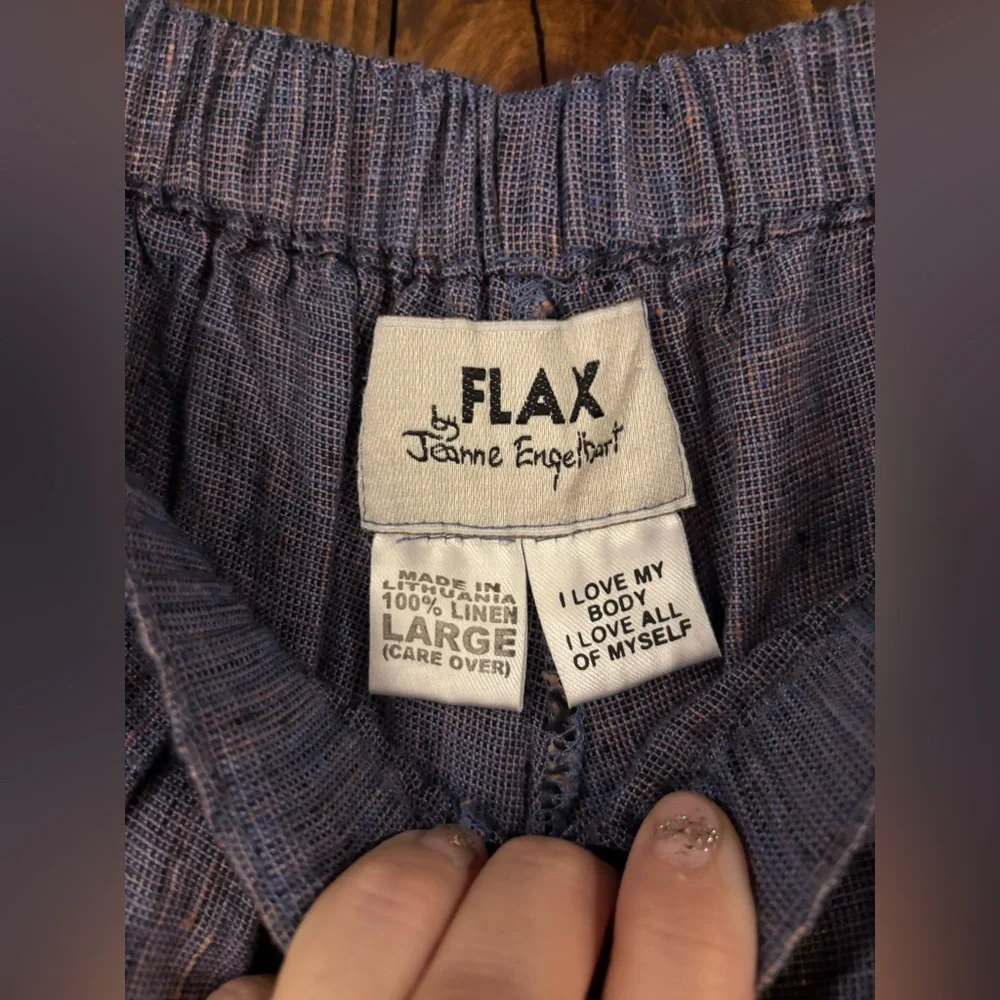 FLAX
by
Jeanne Engelhart
MADE IN
LITHUANIA
100% LINEN
LARGE
(CARE OVER)
I LOVE MY
BODY
I LOVE ALL
OF MYSELF